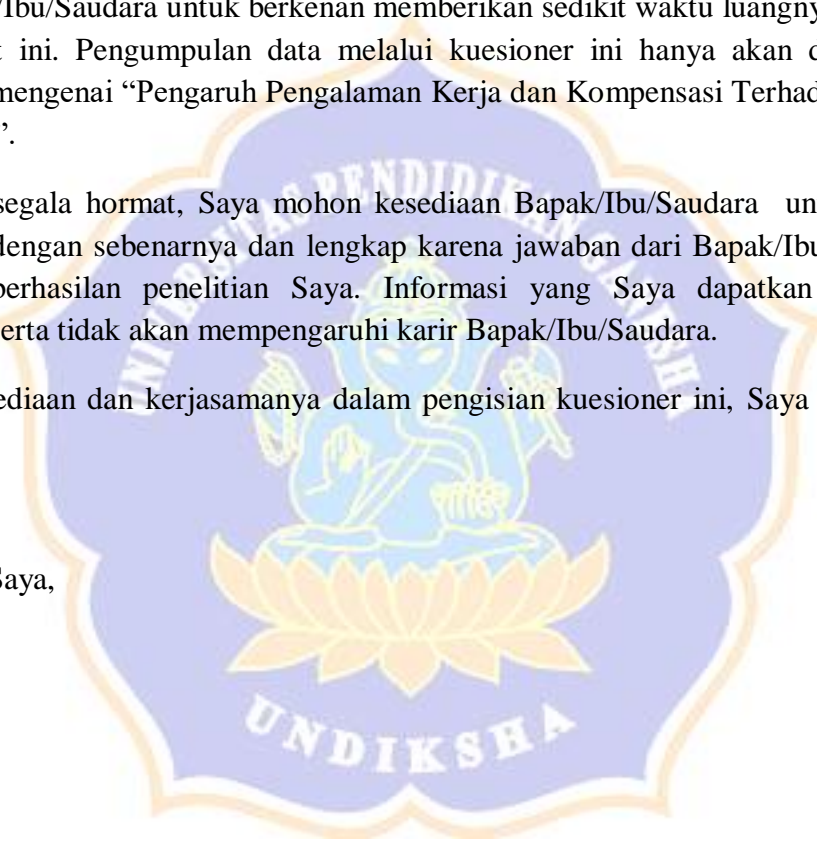 /Ibu/Saudara untuk berkenan memberikan sedikit waktu luangny
t ini. Pengumpulan data melalui kuesioner ini hanya akan d
mengenai “Pengaruh Pengalaman Kerja dan Kompensasi Terhad
”.
segala hormat, Saya mohon kesediaan Bapak/Ibu/Saudara un
dengan sebenarnya dan lengkap karena jawaban dari Bapak/Ibu
berhasilan penelitian Saya. Informasi yang Saya dapatkan
erta tidak akan mempengaruhi karir Bapak/Ibu/Saudara.
ediaan dan kerjasamanya dalam pengisian kuesioner ini, Saya
Saya,
UNIVERSITAS PENDIDIKAN GANESHA
UNDIKSHA